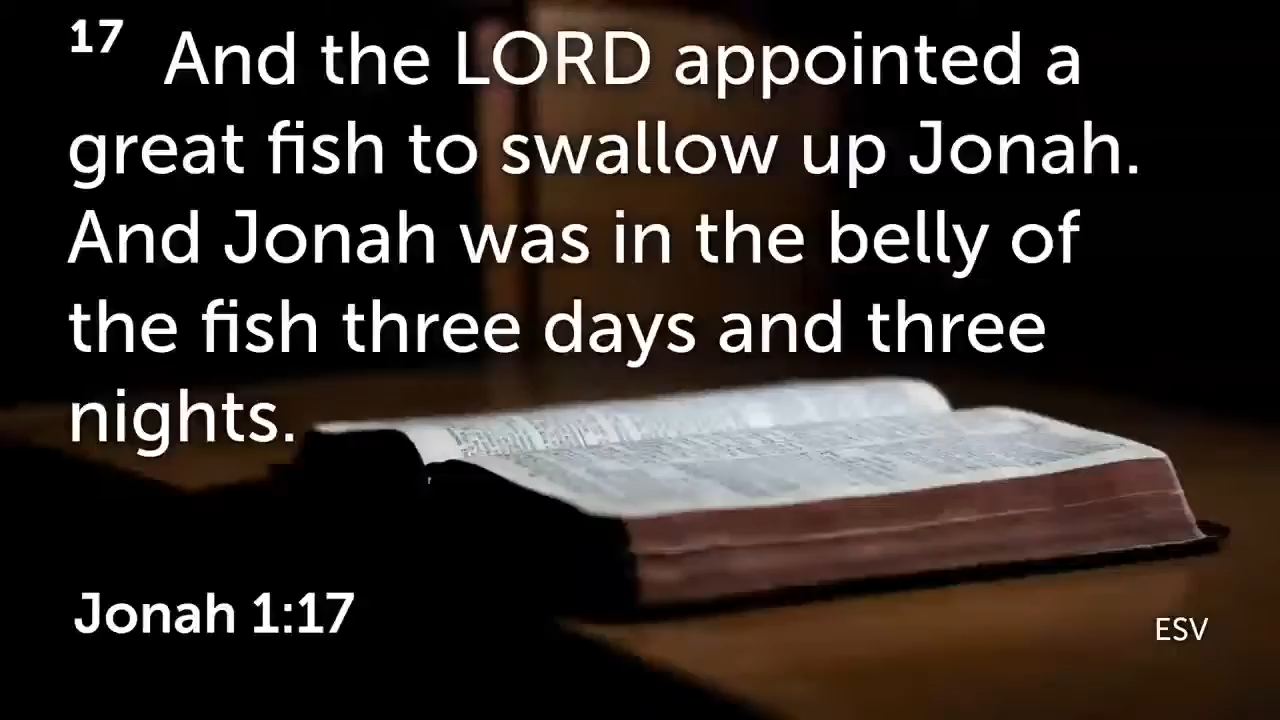 17 And the LORD appointed a
great fish to swallow up Jonah.
And Jonah was in the belly of
the fish three days and three
nights.
Jonah 1:17
ESV